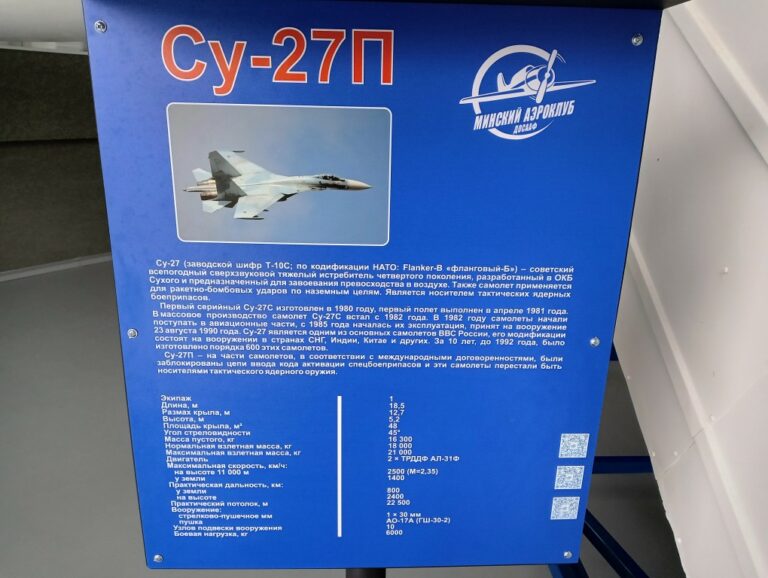 Су-27П
МИНСКИЙ АЭРОКЛУБ
ДОСААФ
Су-27 (заводской шифр Т-10С; по кодификации НАТО: Flanker-B «фланговый-Б») – советский
всепогодный сверхзвуковой тяжелый истребитель четвертого поколения, разработанный в ОКБ
Сухого и предназначенный для завоевания превосходства в воздухе. Также самолет применяется
для ракетно-бомбовых ударов по наземным целям. Является носителем тактических ядерных
боеприпасов.
Первый серийный Су-27С изготовлен в 1980 году, первый полет выполнен в апреле 1981 года.
В массовое производство самолет Су-27С встал с 1982 года. В 1982 году самолеты начали
поступать в авиационные части, с 1985 года началась их эксплуатация, принят на вооружение
23 августа 1990 года. Су-27 является одним из основных самолетов ВВС России, его модификации
состоят на вооружении в странах СНГ, Индии, Китае и других. За 10 лет, до 1992 года, было
изготовлено порядка 600 этих самолетов.
Су-27П – на части самолетов, в соответствии с международными договоренностями, были
заблокированы цепи ввода кода активации спецбоеприпасов и эти самолеты перестали быть
носителями тактического ядерного оружия.
Экипаж 1
Длина, м 18,5
Размах крыла, м 12,7
Высота, м 5,2
Площадь крыла, м² 48
Угол стреловидности 45°
Масса пустого, кг 16 300
Нормальная взлетная масса, кг 18 000
Максимальная взлетная масса, кг 21 000
Двигатель 2 × ТРДДФ АЛ-31Ф
Максимальная скорость, км/ч:
на высоте 11 000 м 2500 (М=2,35)
у земли 1400
Практическая дальность, км:
у земли 800
на высоте 2400
Практический потолок, м 22 500
Вооружение:
стрелково-пушечное мм 1 × 30 мм
пушка АО-17А (ГШ-30-2)
Узлов подвески вооружения 10
Боевая нагрузка, кг 6000